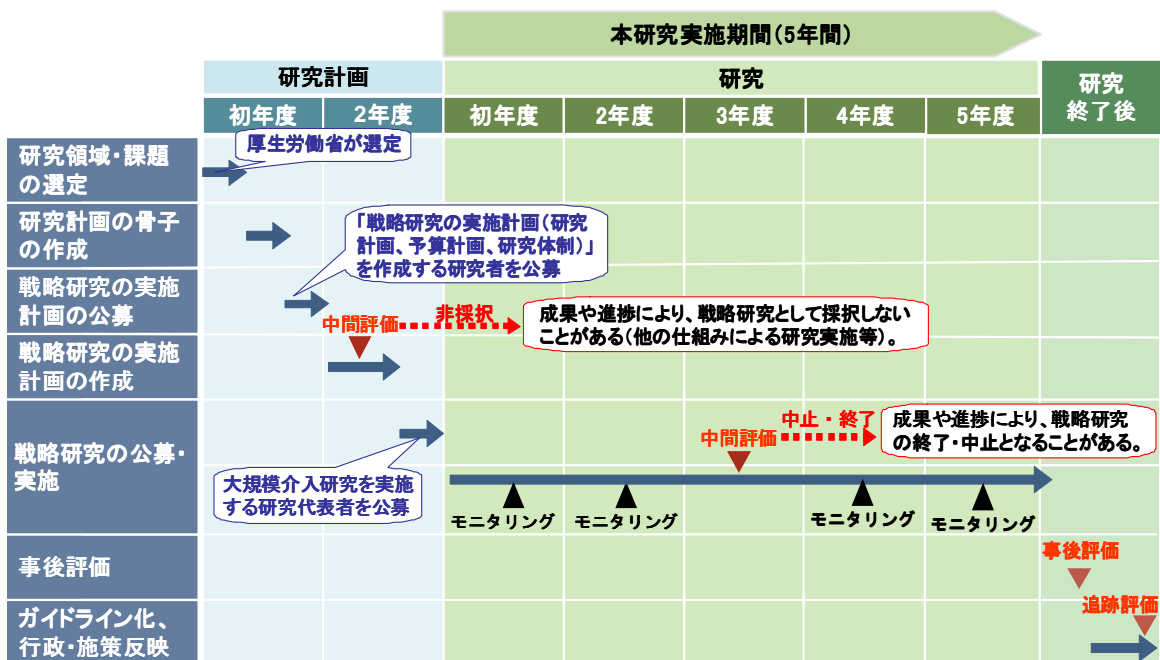 本研究実施期間(5年間)
研究計画
研究
研究
終了後
初年度
2年度
初年度
2年度
3年度
4年度
5年度
研究領域・課題
の選定
厚生労働省が選定
研究計画の骨子
の作成
「戦略研究の実施計画(研究
計画、予算計画、研究体制)」
を作成する研究者を公募
戦略研究の実施
計画の公募
中間評価
非採択
成果や進捗により、戦略研究として採択しない
ことがある(他の仕組みによる研究実施等)。
戦略研究の実施
計画の作成
戦略研究の公募・
実施
中間評価
中止・終了
成果や進捗により、戦略研究
の終了・中止となることがある。
大規模介入研究を実施
する研究代表者を公募
モニタリング
モニタリング
モニタリング
モニタリング
事後評価
事後評価
ガイドライン化、
行政・施策反映
追跡評価